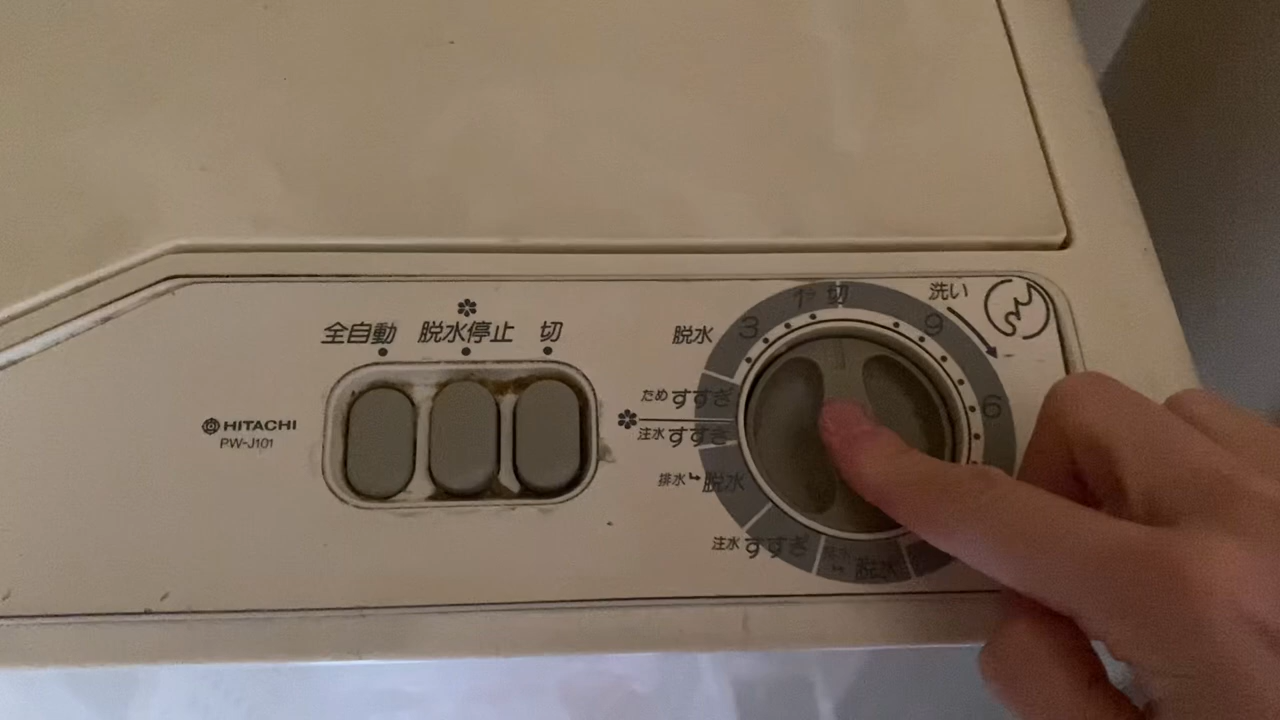 全自動
脱水停止
切
HITACHI
PW-J101
切
洗い
9
6
3
脱水
ためすすぎ
注水すすぎ
排水 脱水
注水すすぎ
脱水